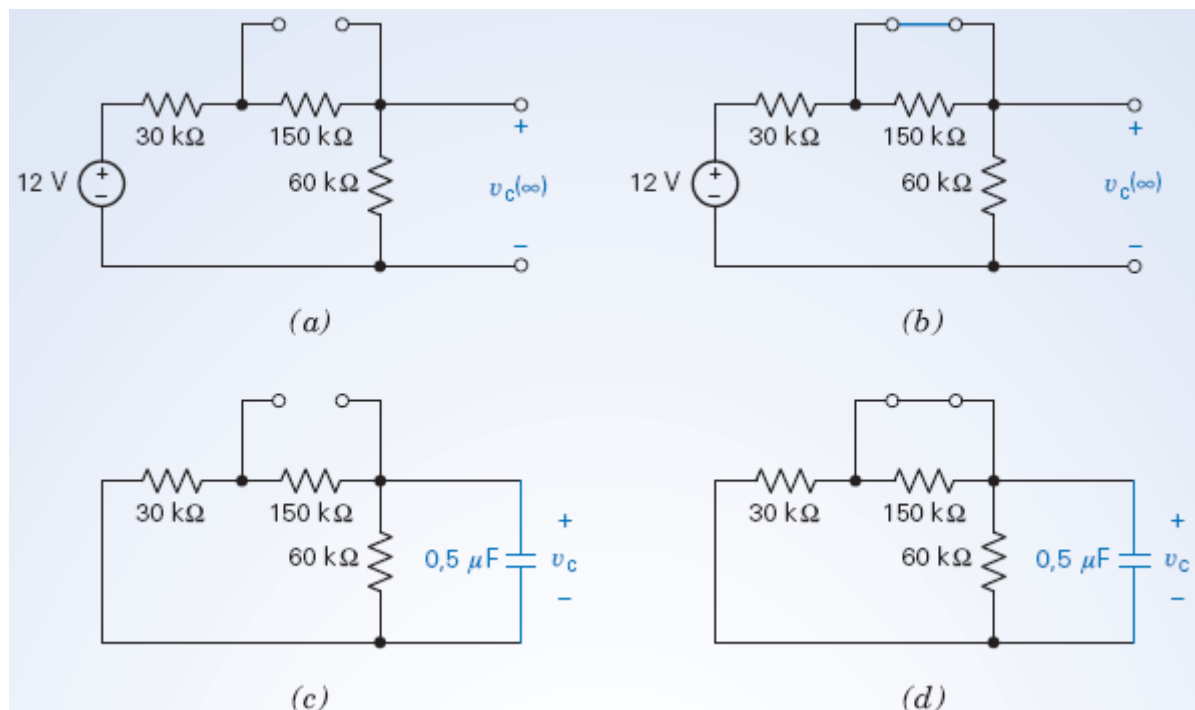 30 kΩ 150 kΩ
12 V + −
60 kΩ
+
v_C(∞)
−
(a)
30 kΩ 150 kΩ
12 V + −
60 kΩ
+
v_C(∞)
−
(b)
30 kΩ 150 kΩ
60 kΩ
0,5 μF
+
v_C
−
(c)
30 kΩ 150 kΩ
60 kΩ
0,5 μF
+
v_C
−
(d)